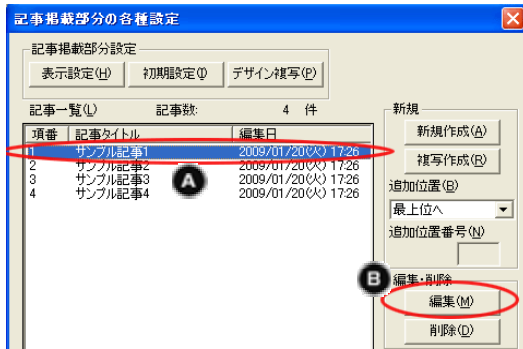 記事掲載部分の各種設定
記事掲載部分設定
表示設定(H) 初期設定(I) デザイン複写(P)
記事一覧(L) 記事数: 4 件
項番 記事タイトル 編集日
1 サンプル記事1 2009/01/20(火) 17:26
2 サンプル記事2 2009/01/20(火) 17:26
3 サンプル記事3 2009/01/20(火) 17:26
4 サンプル記事4 2009/01/20(火) 17:26
A
新規
新規作成(A)
複写作成(R)
追加位置(B)
最上位へ
追加位置番号(N)
B
編集・削除
編集(M)
削除(D)